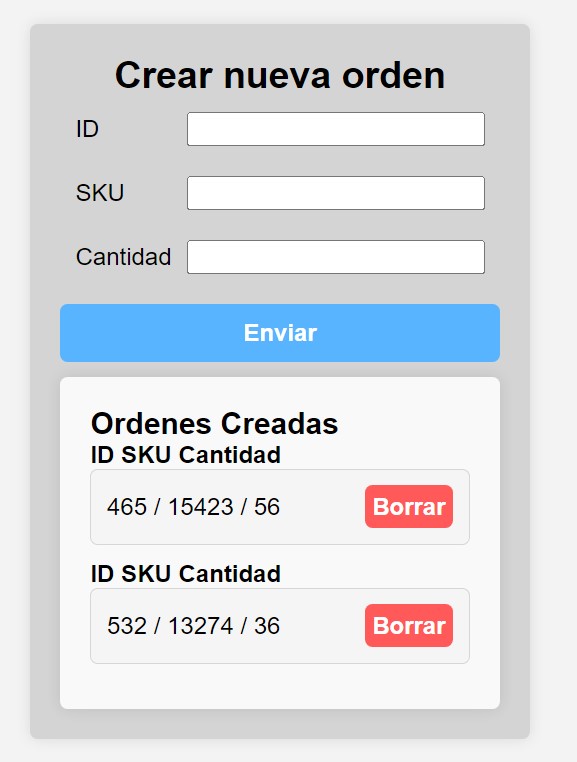 Crear nueva orden
ID
SKU
Cantidad
Enviar
Ordenes Creadas
ID SKU Cantidad
465 / 15423 / 56 Borrar
ID SKU Cantidad
532 / 13274 / 36 Borrar